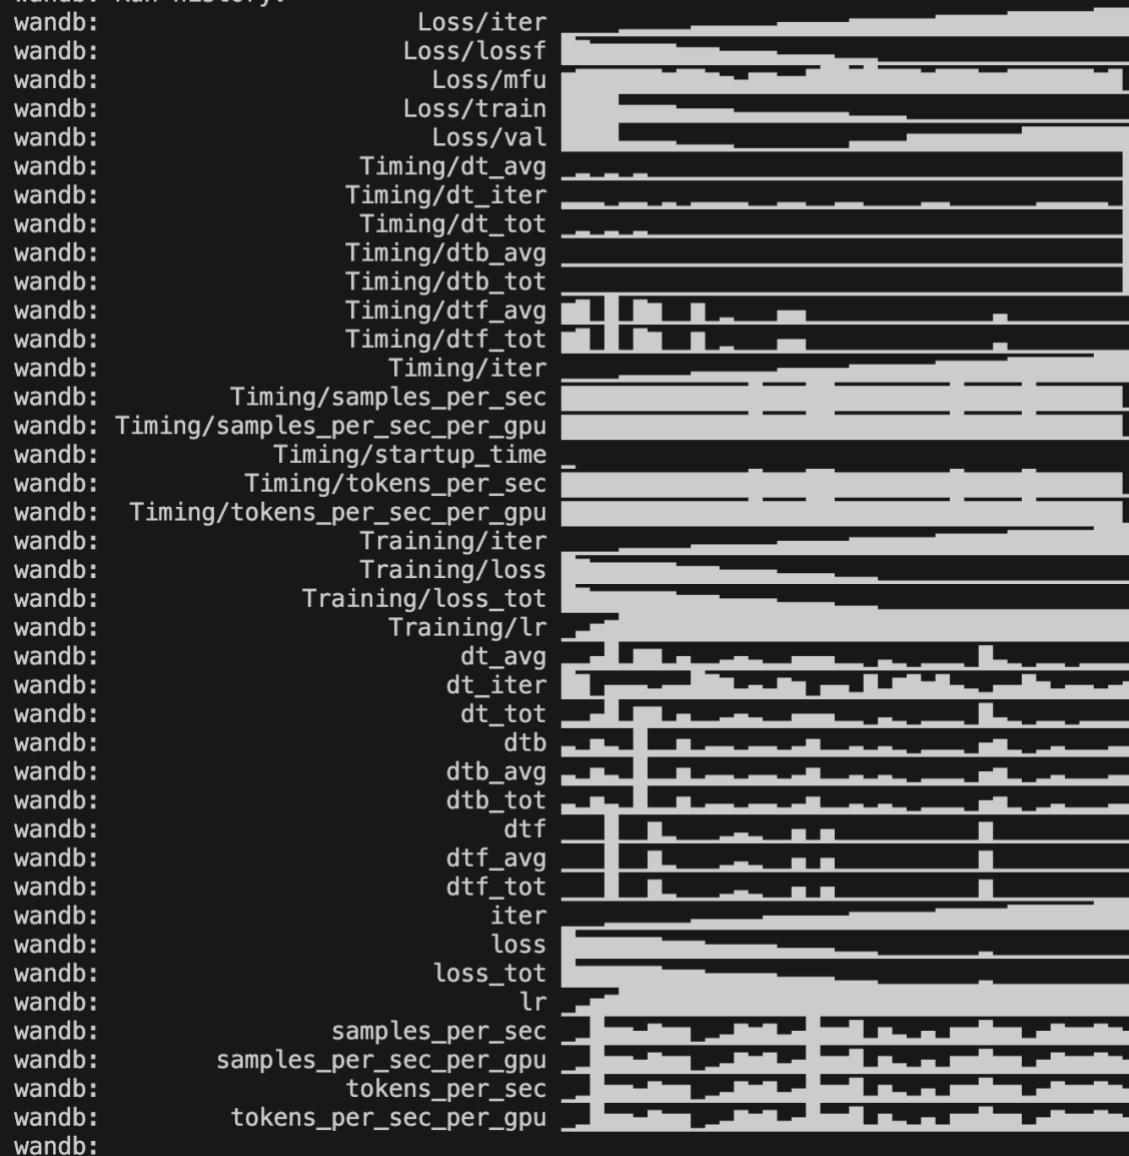 wandb: Run history:
wandb: Loss/iter
wandb: Loss/lossf
wandb: Loss/mfu
wandb: Loss/train
wandb: Loss/val
wandb: Timing/dt_avg
wandb: Timing/dt_iter
wandb: Timing/dt_tot
wandb: Timing/dtb_avg
wandb: Timing/dtb_tot
wandb: Timing/dtf_avg
wandb: Timing/dtf_tot
wandb: Timing/iter
wandb: Timing/samples_per_sec
wandb: Timing/samples_per_sec_per_gpu
wandb: Timing/startup_time
wandb: Timing/tokens_per_sec
wandb: Timing/tokens_per_sec_per_gpu
wandb: Training/iter
wandb: Training/loss
wandb: Training/loss_tot
wandb: Training/lr
wandb: dt_avg
wandb: dt_iter
wandb: dt_tot
wandb: dtb
wandb: dtb_avg
wandb: dtb_tot
wandb: dtf
wandb: dtf_avg
wandb: dtf_tot
wandb: iter
wandb: loss
wandb: loss_tot
wandb: lr
wandb: samples_per_sec
wandb: samples_per_sec_per_gpu
wandb: tokens_per_sec
wandb: tokens_per_sec_per_gpu
wandb: